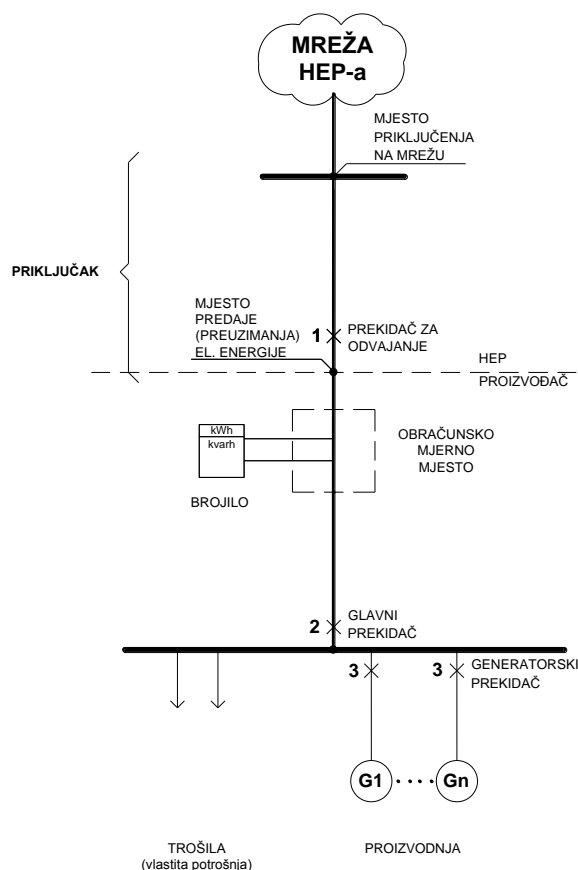 MREŽA
HEP-a
MJESTO
PRIKLJUČENJA
NA MREŽU
PRIKLJUČAK
MJESTO
PREDAJE
(PREUZIMANJA)
EL. ENERGIJE
1
PREKIDAČ ZA
ODVAJANJE
HEP
PROIZVOĐAČ
kWh
kvarh
BROJILO
OBRAČUNSKO
MJERNO
MJESTO
2
GLAVNI
PREKIDAČ
3
3
GENERATORSKI
PREKIDAČ
G1
Gn
TROŠILA
(vlastita potrošnja)
PROIZVODNJA